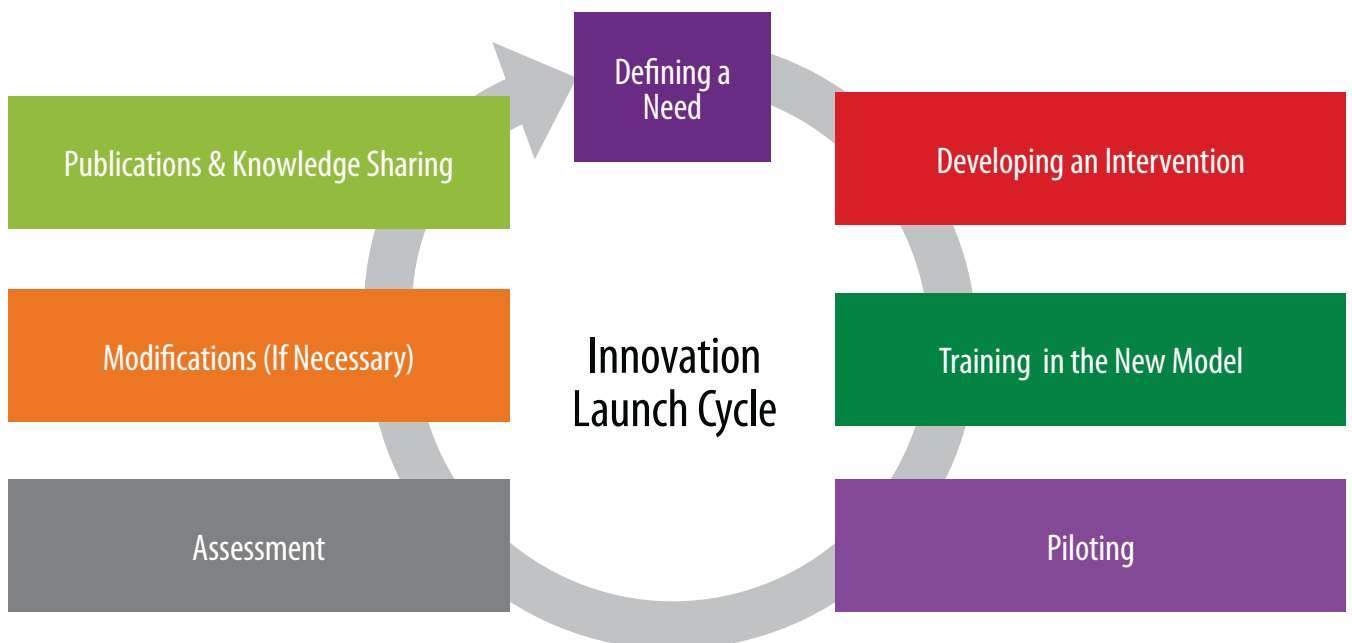 Defining a
Need
Developing an Intervention
Training in the New Model
Piloting
Assessment
Modifications (If Necessary)
Publications & Knowledge Sharing
Innovation
Launch Cycle